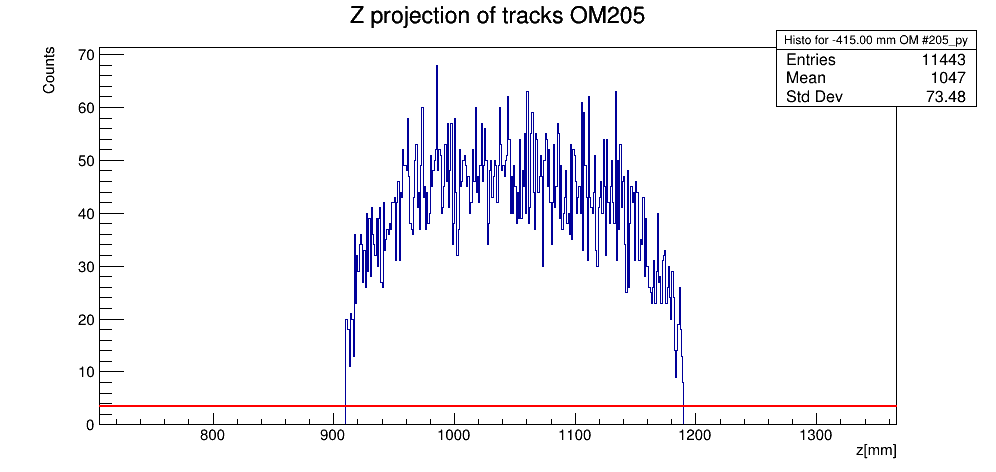 Z projection of tracks OM205
Histo for -415.00 mm OM #205_py
Entries 11443
Mean 1047
Std Dev 73.48
Counts
70
60
50
40
30
20
10
0
800 900 1000 1100 1200 1300
z[mm]